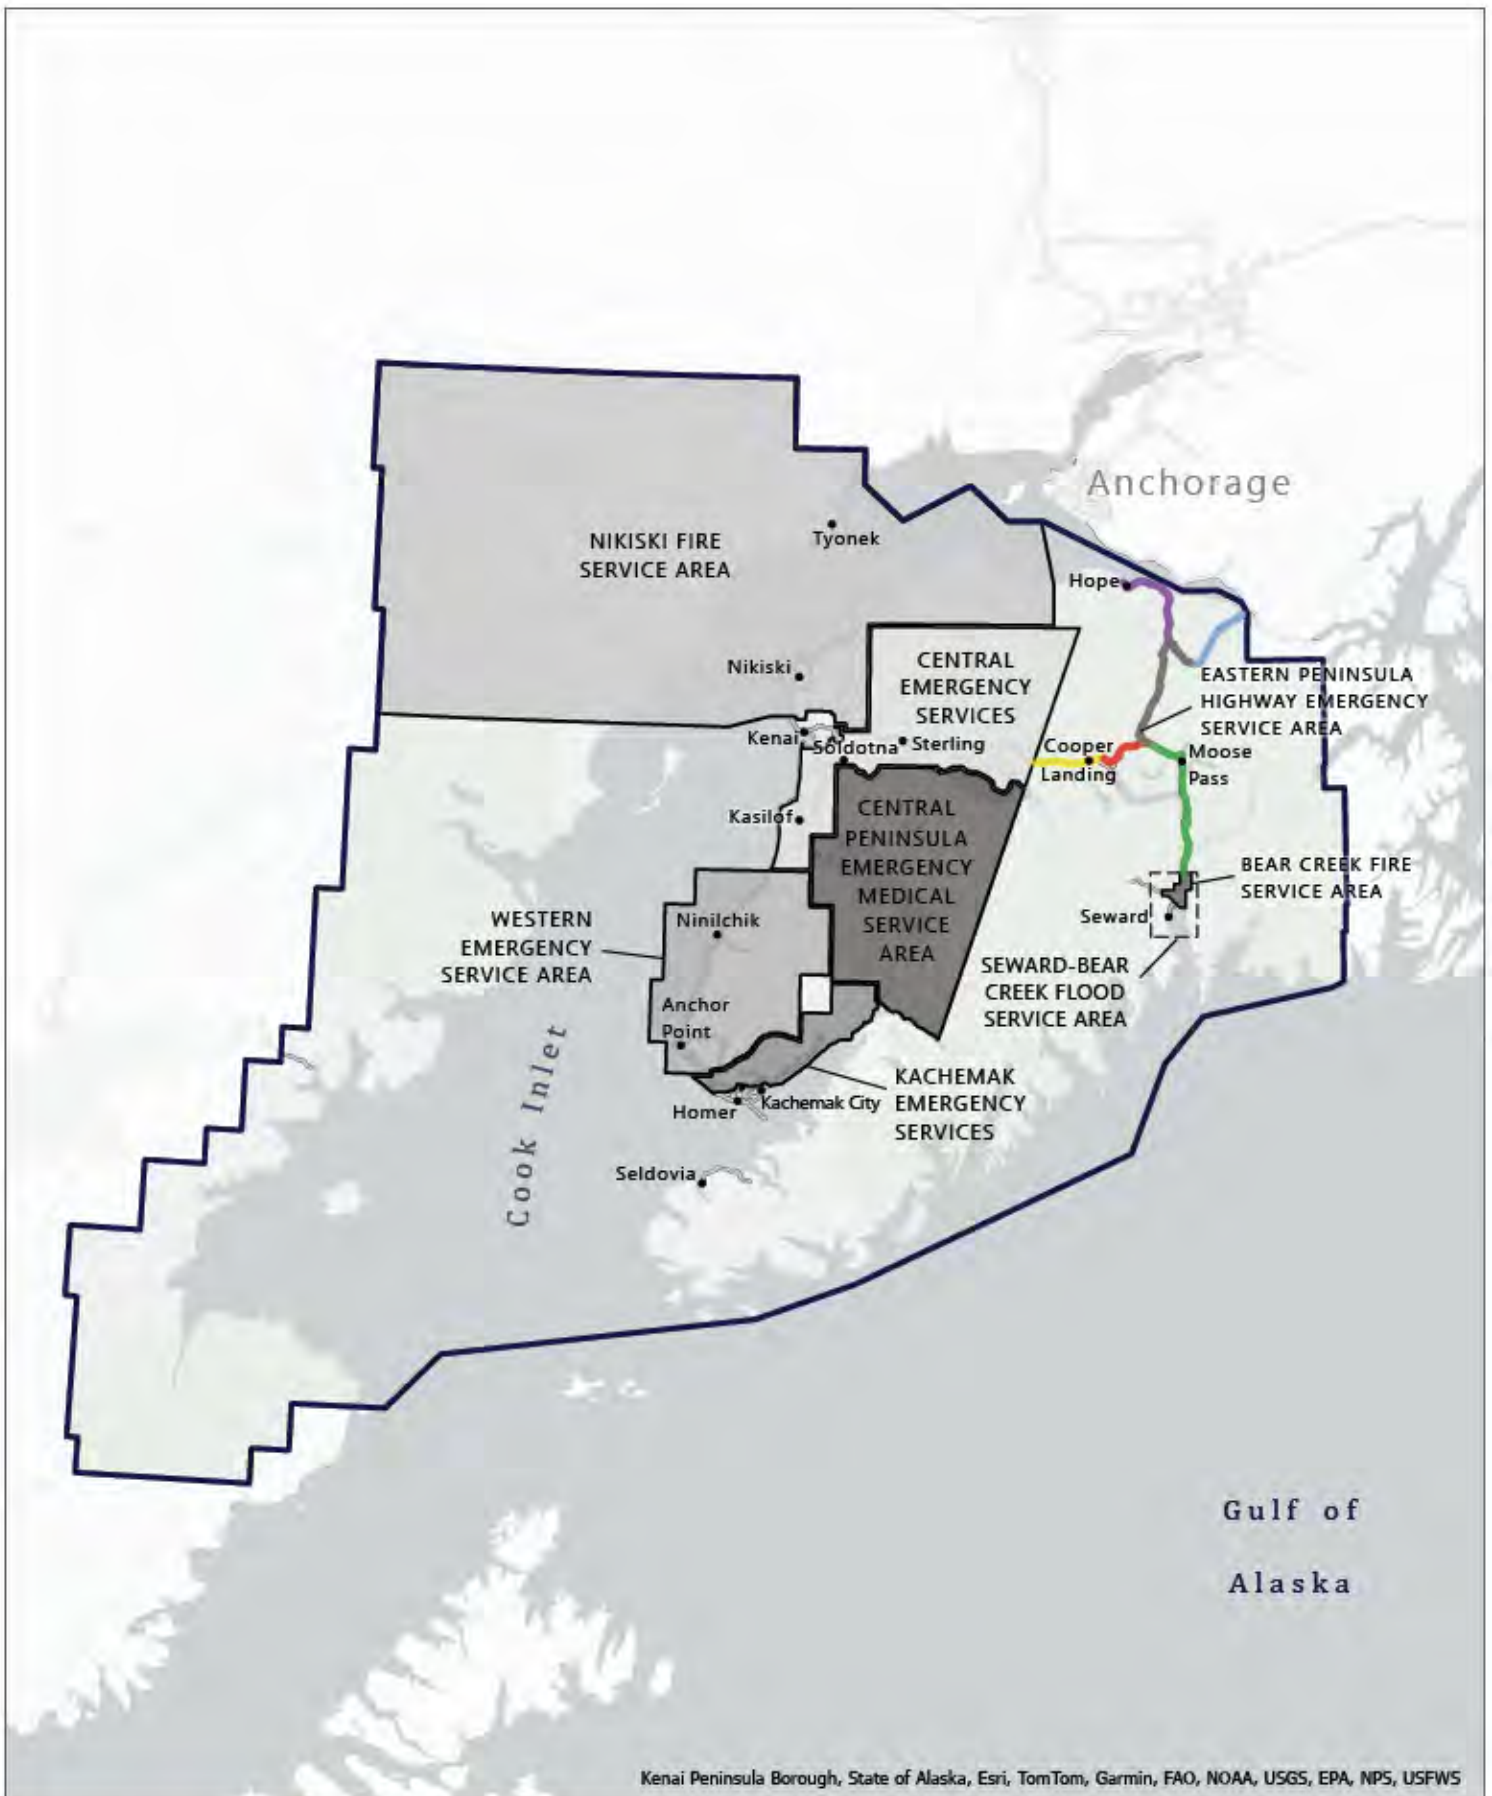 Anchorage
NIKISKI FIRE
SERVICE AREA
Tyonek
Hope
Nikiski
CENTRAL
EMERGENCY
SERVICES
EASTERN PENINSULA
HIGHWAY EMERGENCY
SERVICE AREA
Kenai
Soldotna
Sterling
Cooper
Landing
Moose
Pass
Kasilof
CENTRAL
PENINSULA
EMERGENCY
MEDICAL
SERVICE
AREA
BEAR CREEK FIRE
SERVICE AREA
Seward
WESTERN
EMERGENCY
SERVICE AREA
Ninilchik
SEWARD-BEAR
CREEK FLOOD
SERVICE AREA
Anchor
Point
Cook Inlet
KACHEMAK
EMERGENCY
SERVICES
Homer
Kachemak City
Seldovia
Gulf of
Alaska
Kenai Peninsula Borough, State of Alaska, Esri, TomTom, Garmin, FAO, NOAA, USGS, EPA, NPS, USFWS